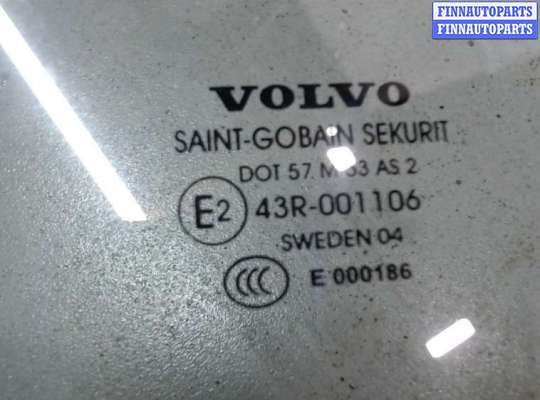 FINNAUTOPARTS
FINNAUTOPARTS
VOLVO
SAINT-GOBAIN SEKURIT
DOT 57 AS 2
E2 43R-001106
SWEDEN 04
CCC E 000186